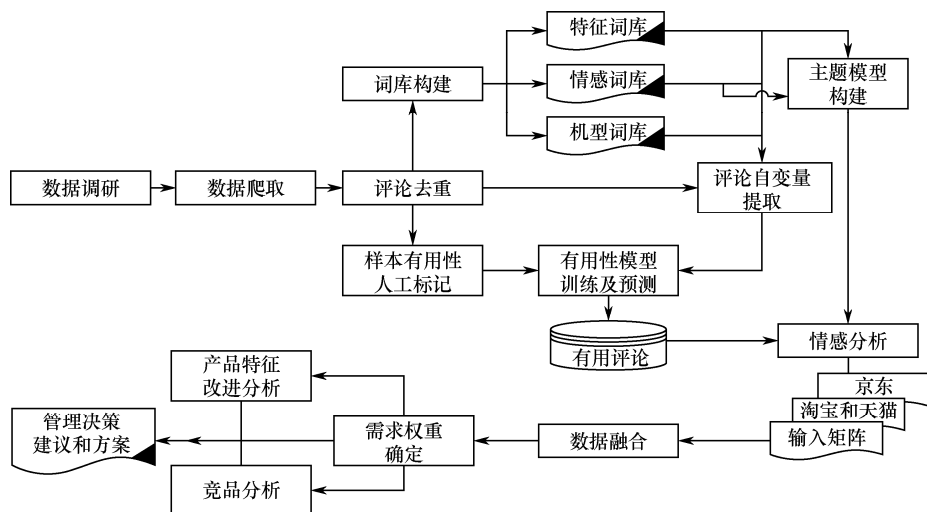 特征词库
情感词库
机型词库
词库构建
主题模型
构建
数据调研
数据爬取
评论去重
评论自变量
提取
样本有用性
人工标记
有用性模型
训练及预测
有用评论
情感分析
京东
淘宝和天猫
输入矩阵
数据融合
需求权重
确定
产品特征
改进分析
竞品分析
管理决策
建议和方案